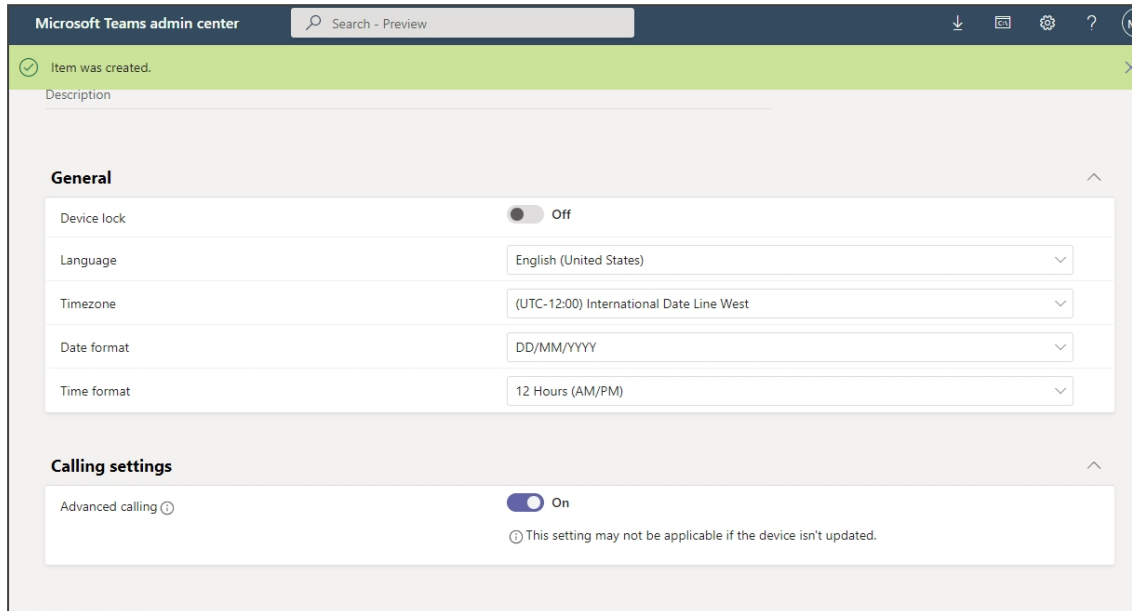 Microsoft Teams admin center
Search - Preview
?
Item was created.
Description
General
Device lock
Off
Language
English (United States)
Timezone
(UTC-12:00) International Date Line West
Date format
DD/MM/YYYY
Time format
12 Hours (AM/PM)
Calling settings
Advanced calling
On
This setting may not be applicable if the device isn't updated.